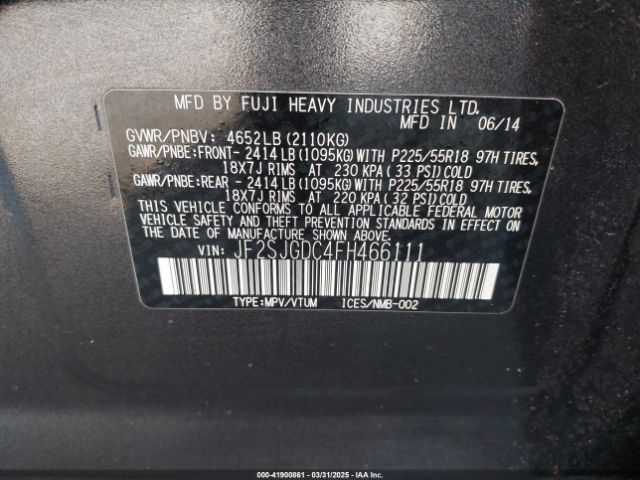 MFD BY FUJI HEAVY INDUSTRIES LTD.
MFD IN 06/14
GVWR/PNBV: 4652LB (2110KG)
GAWR/PNBE:FRONT- 2414 LB (1095KG) WITH P225/55R18 97H TIRES,
18X7J RIMS AT 230 KPA (33 PSI) COLD
GAWR/PNBE:REAR - 2414 LB (1095KG) WITH P225/55R18 97H TIRES,
18X7J RIMS AT 220 KPA (32 PSI) COLD
THIS VEHICLE CONFORMS TO ALL APPLICABLE FEDERAL MOTOR
VEHICLE SAFETY AND THEFT PREVENTION STANDARDS IN EFFECT ON
THE DATE OF MANUFACTURE SHOWN ABOVE.
VIN: JF2SJGDC4FH466111
TYPE:MPV/VTUM ICES/NMB-002
000-41900861 - 03/31/2025 - IAAI.COM